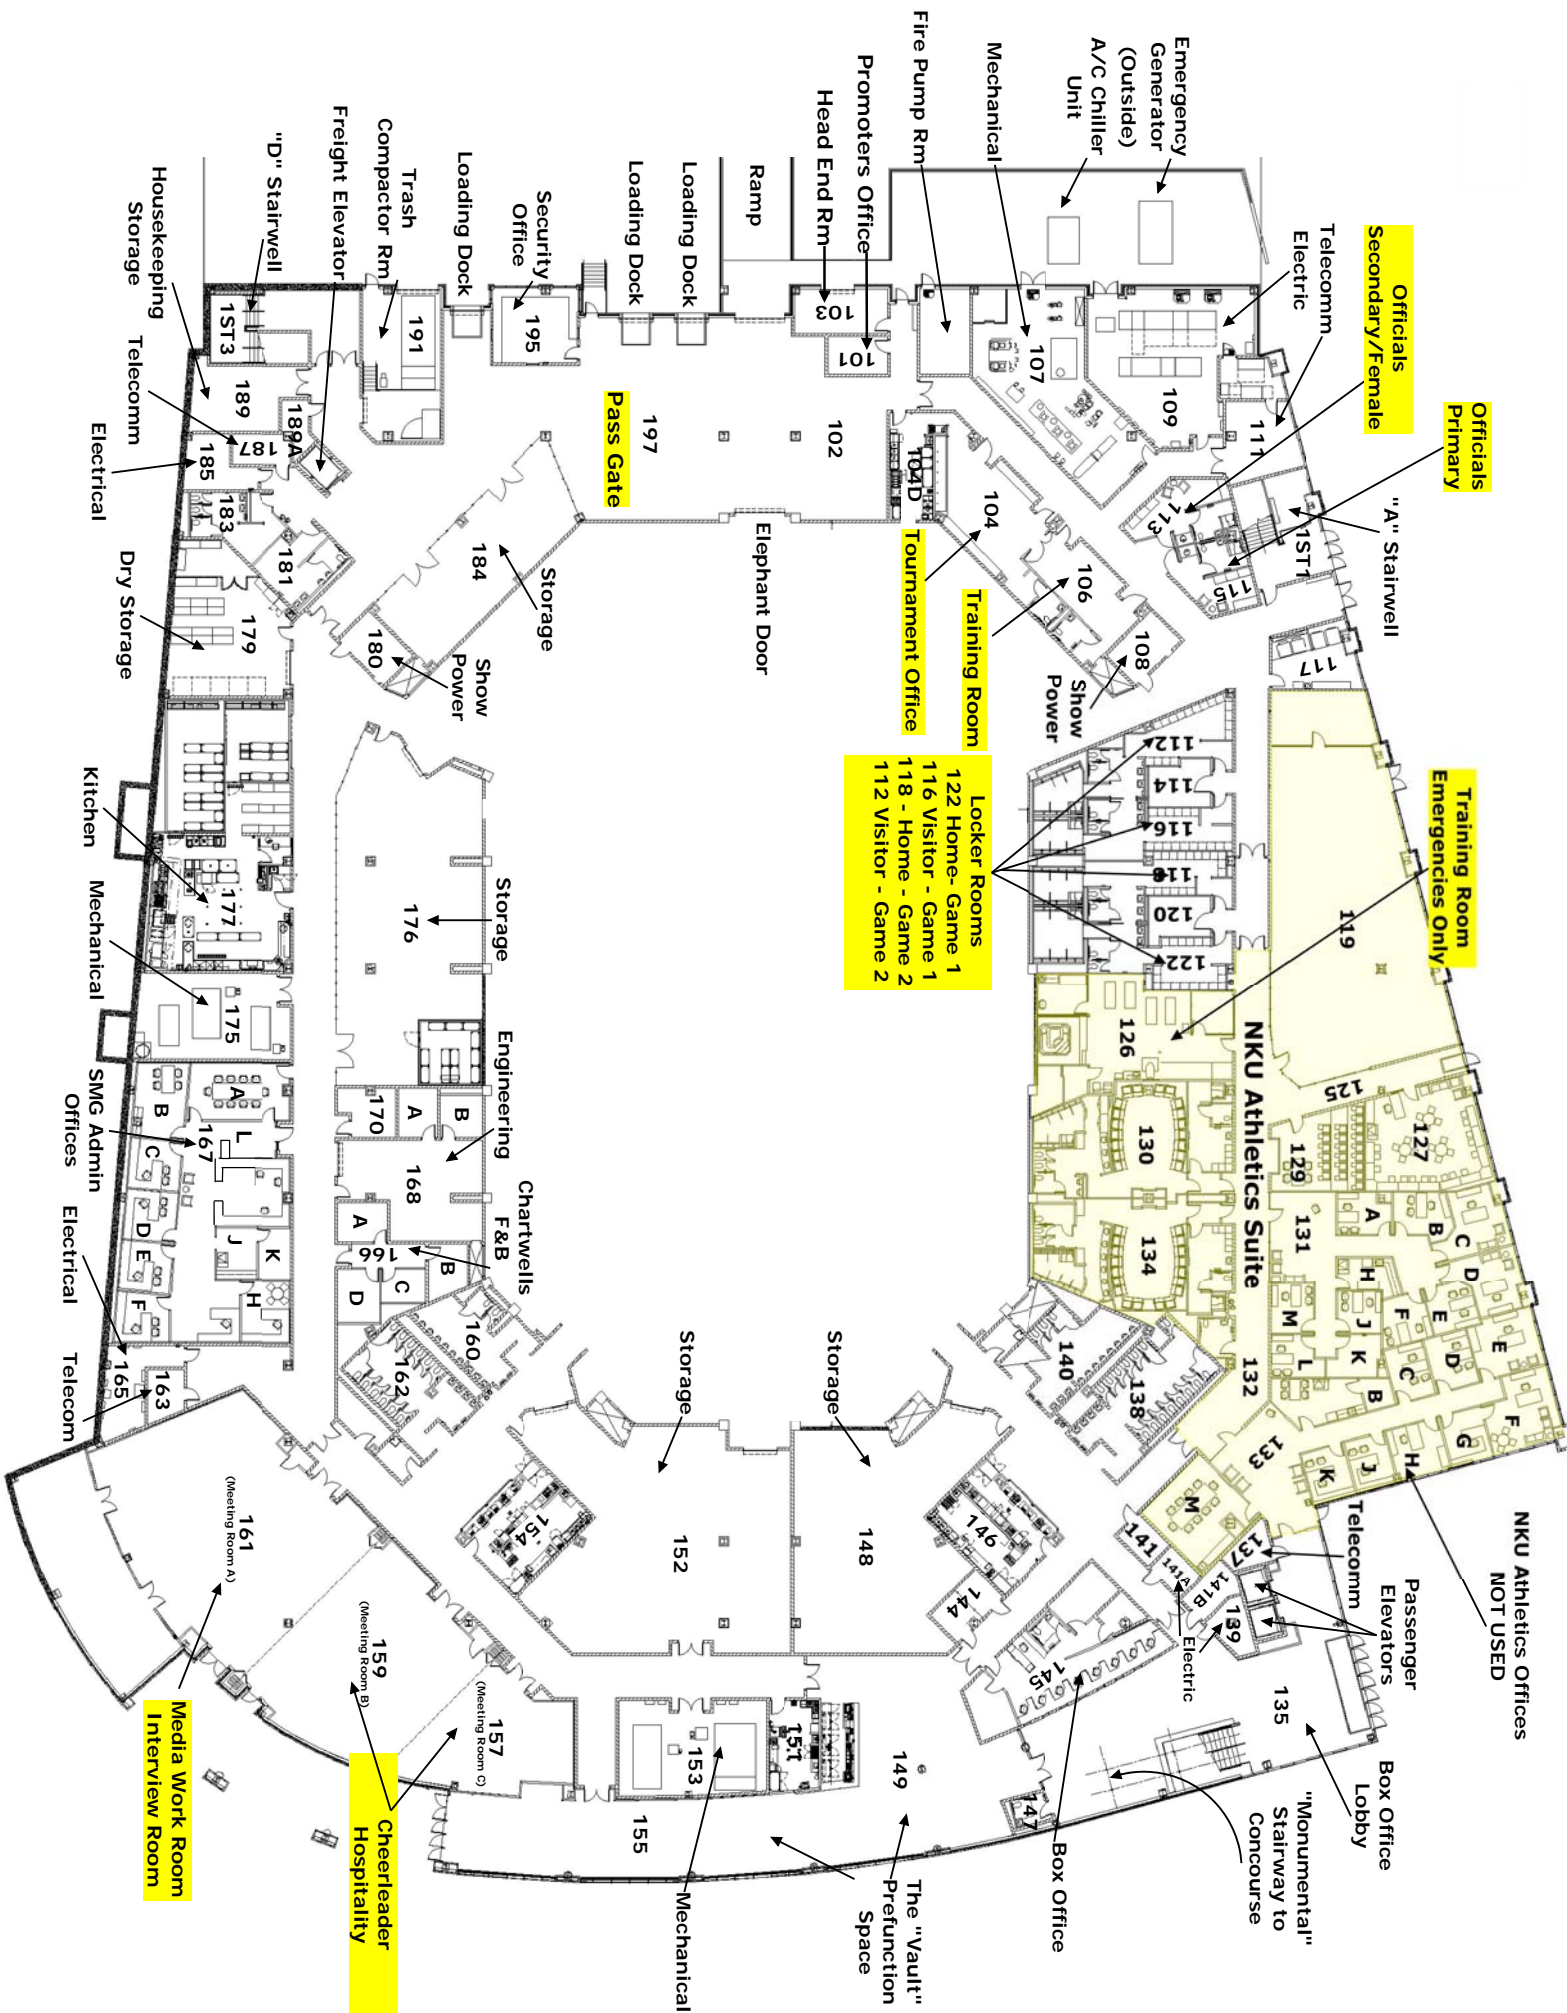 Emergency
Generator
(Outside)
A/C Chiller
Unit
Mechanical
Fire Pump Rm
Promoters Office
Head End Rm
Ramp
Loading Dock
Loading Dock
Security
Office
Loading Dock
Trash
Compactor Rm
Freight Elevator
"D" Stairwell
Housekeeping
Storage
Telecomm
Electrical
Dry Storage
Kitchen
Mechanical
SMG Admin
Offices
Electrical
Telecom
Telecomm
Electric
Officials
Secondary/Female
Officials
Primary
"A" Stairwell
Pass Gate
Elephant Door
Storage
Show
Power
Tournament Office
Training Room
Show
Power
Locker Rooms
122 Home- Game 1
116 Visitor - Game 1
118 - Home - Game 2
112 Visitor - Game 2
Training Room
Emergencies Only
NKU Athletics Suite
Storage
Engineering
Chartwells
F&B
Storage
Storage
NKU Athletics Offices
NOT USED
Telecomm
Passenger
Elevators
Electric
Box Office
Lobby
"Monumental"
Stairway to
Concourse
Box Office
The "Vault"
Prefunction
Space
Mechanical
Cheerleader
Hospitality
Media Work Room
Interview Room
103
101
107
109
111
113
115
1ST1
117
102
197
104D
104
106
108
195
191
1ST3
189
189A
187
185
183
181
184
180
179
177
176
175
112
114
116
118
120
122
119
125
126
127
129
130
131
132
133
134
A
B
C
D
E
F
G
H
J
K
L
M
H
J
K
F
E
D
C
B
E
K
J
H
M
170
A
B
168
A
166
B
C
D
167
A
B
C
D
E
F
H
J
K
L
165
163
160
162
140
138
154
152
148
146
144
141
141A
141B
137
139
135
145
147
149
151
153
155
157
(Meeting Room C)
159
(Meeting Room B)
161
(Meeting Room A)